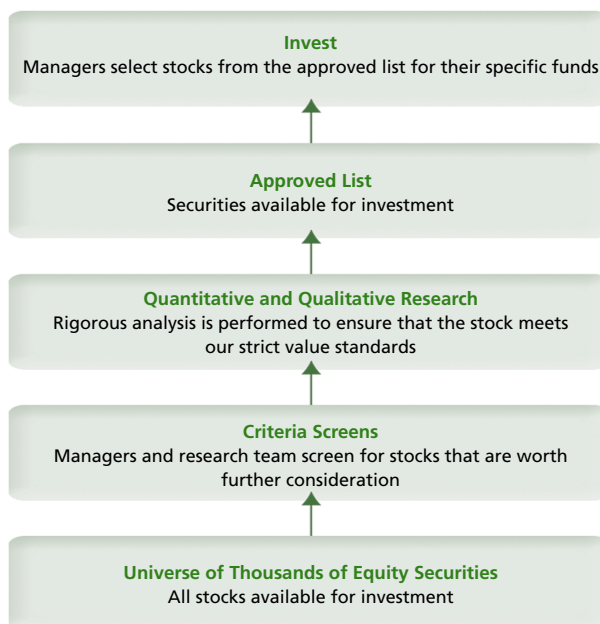 Invest
Managers select stocks from the approved list for their specific funds
Approved List
Securities available for investment
Quantitative and Qualitative Research
Rigorous analysis is performed to ensure that the stock meets
our strict value standards
Criteria Screens
Managers and research team screen for stocks that are worth
further consideration
Universe of Thousands of Equity Securities
All stocks available for investment